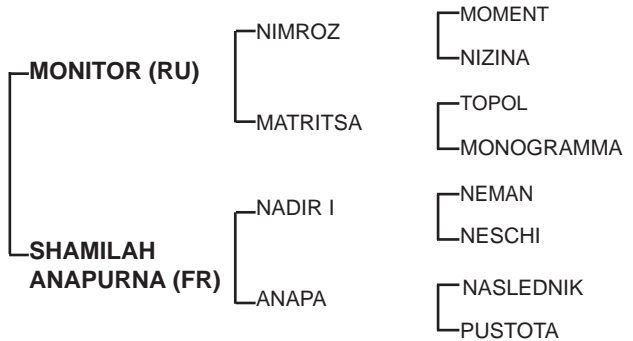 MOMENT
NIMROZ
NIZINA
MONITOR (RU)
TOPOL
MATRITSA
MONOGRAMMA
NEMAN
NADIR I
NESCHI
SHAMILAH
ANAPURNA (FR)
NASLEDNIK
ANAPA
PUSTOTA